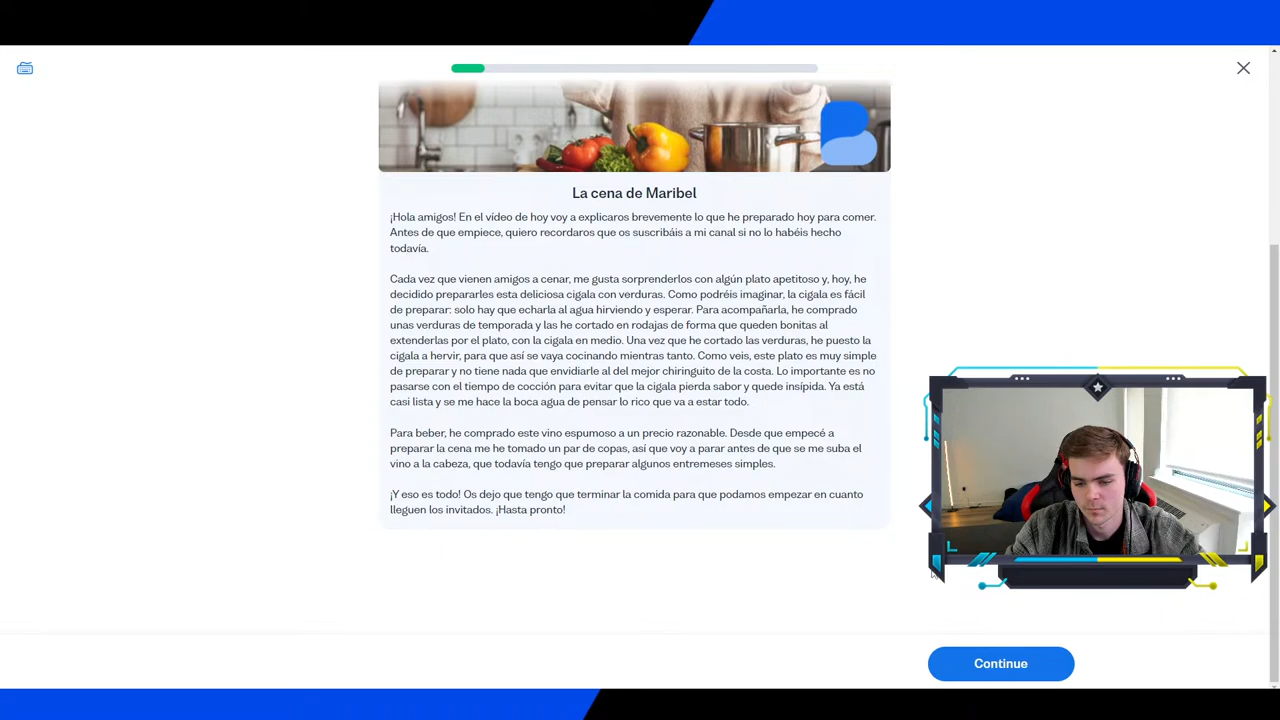 La cena de Maribel
¡Hola amigos! En el vídeo de hoy voy a explicaros brevemente lo que he preparado hoy para comer.
Antes de que empiece, quiero recordaros que os suscribáis a mi canal si no lo habéis hecho
todavía.
Cada vez que vienen amigos a cenar, me gusta sorprenderlos con algún plato apetitoso y, hoy, he
decidido prepararles esta deliciosa cigala con verduras. Como podréis imaginar, la cigala es fácil
de preparar: solo hay que echarla al agua hirviendo y esperar. Para acompañarla, he comprado
unas verduras de temporada y las he cortado en rodajas de forma que queden bonitas al
extenderlas por el plato, con la cigala en medio. Una vez que he cortado las verduras, he puesto la
cigala a hervir, para que así se vaya cocinando mientras tanto. Como veis, este plato es muy simple
de preparar y no tiene nada que envidiarle al del mejor chiringuito de la costa. Lo importante es no
pasarse con el tiempo de cocción para evitar que la cigala pierda sabor y quede insípida. Ya está
casi lista y se me hace la boca agua de pensar lo rico que va a estar todo.
Para beber, he comprado este vino espumoso a un precio razonable. Desde que empecé a
preparar la cena me he tomado un par de copas, así que voy a parar antes de que se me suba el
vino a la cabeza, que todavía tengo que preparar algunos entremeses simples.
¡Y eso es todo! Os dejo que tengo que terminar la comida para que podamos empezar en cuanto
lleguen los invitados. ¡Hasta pronto!
Continue